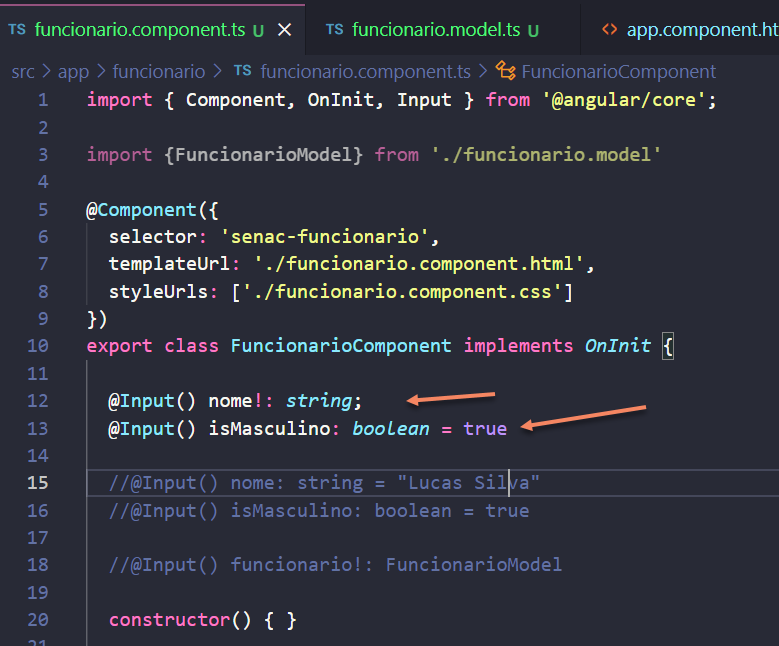 TS funcionario.component.ts U ×
TS funcionario.model.ts U
<> app.component.ht
src > app > funcionario > TS funcionario.component.ts > FuncionarioComponent
1 import { Component, OnInit, Input } from '@angular/core';
2
3 import {FuncionarioModel} from './funcionario.model'
4
5 @Component({
6   selector: 'senac-funcionario',
7   templateUrl: './funcionario.component.html',
8   styleUrls: ['./funcionario.component.css']
9 })
10 export class FuncionarioComponent implements OnInit {
11
12   @Input() nome!: string;
13   @Input() isMasculino: boolean = true
14
15   //@Input() nome: string = "Lucas Silva"
16   //@Input() isMasculino: boolean = true
17
18   //@Input() funcionario!: FuncionarioModel
19
20   constructor() { }
21